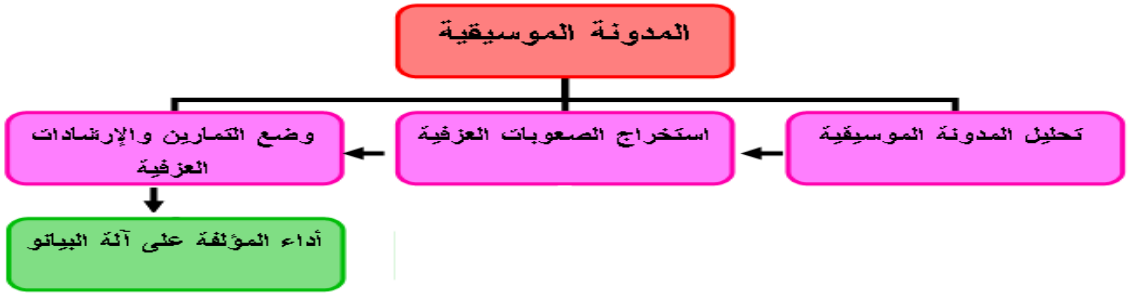 المدونة الموسيقية
تحليل المدونة الموسيقية
استخراج الصعوبات العزفية
وضع التمارين والإرشادات
العزفية
أداء المؤلفة على آلة البيانو